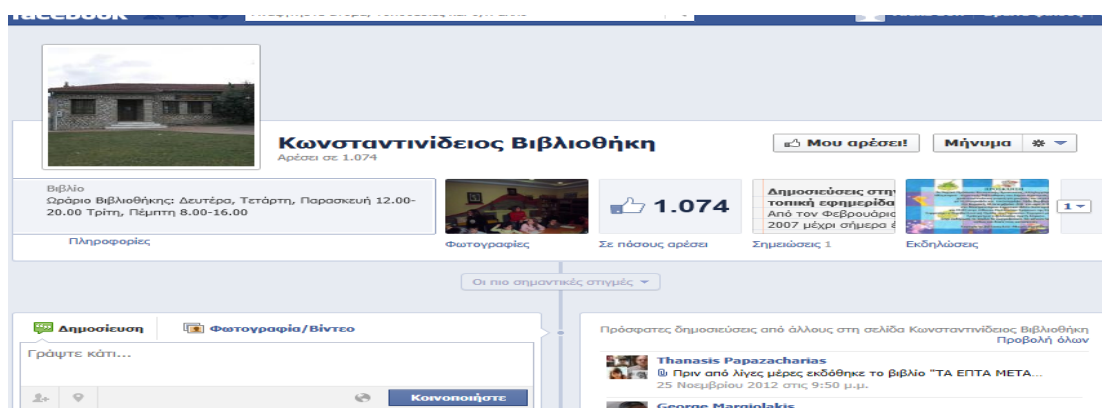 facebook
Κωνσταντινίδειος Βιβλιοθήκη
Αρέσει σε 1.074
Μου αρέσει!
Μήνυμα
Βιβλίο
Ωράριο Βιβλιοθήκης: Δευτέρα, Τετάρτη, Παρασκευή 12.00-
20.00 Τρίτη, Πέμπτη 8.00-16.00
Πληροφορίες
Φωτογραφίες
1.074
Σε πόσους αρέσει
Δημοσιεύσεις στη
τοπική εφημερίδα
Από τον Φεβρουάριο
2007 μέχρι σήμερα έ
Σημειώσεις 1
Εκδηλώσεις
1
Οι πιο σημαντικές στιγμές
Δημοσίευση
Φωτογραφία/Βίντεο
Γράψτε κάτι...
Κοινοποιήστε
Πρόσφατες δημοσιεύσεις από άλλους στη σελίδα Κωνσταντινίδειος Βιβλιοθήκη
Προβολή όλων
Thanasis Papazacharias
Πριν από λίγες μέρες εκδόθηκε το βιβλίο "ΤΑ ΕΠΤΑ ΜΕΤΑ...
25 Νοεμβρίου 2012 στις 9:50 μ.μ.
George Margiolakis